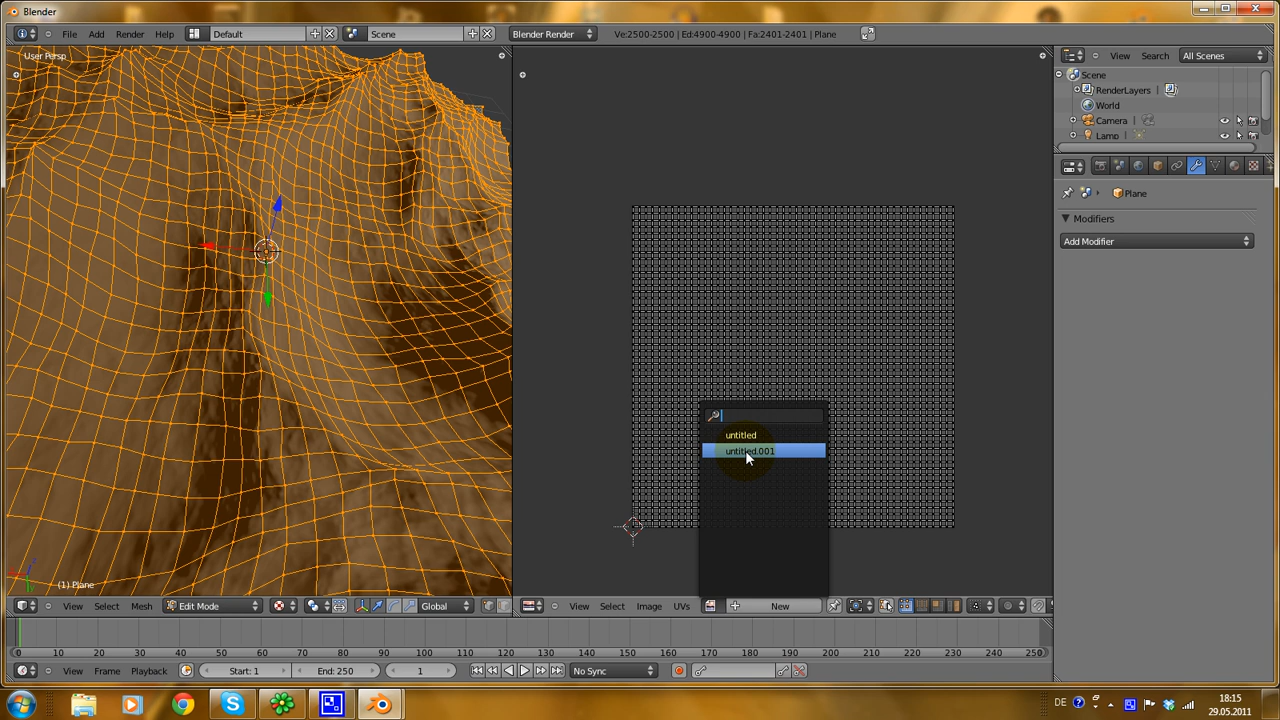 Blender
File Add Render Help Default Scene Blender Render Ve:2500-2500 | Ed:4900-4900 | Fa:2401-2401 | Plane
User Persp
View Search All Scenes
Scene
RenderLayers
World
Camera
Lamp
Plane
Modifiers
Add Modifier
untitled
untitled.001
(1) Plane
View Select Mesh Edit Mode Global
View Select Image UVs New
0 10 20 30 40 50 60 70 80 90 100 110 120 130 140 150 160 170 180 190 200 210 220 230 240 250
View Frame Playback Start: 1 End: 250 1 No Sync
DE 18:15
29.05.2011